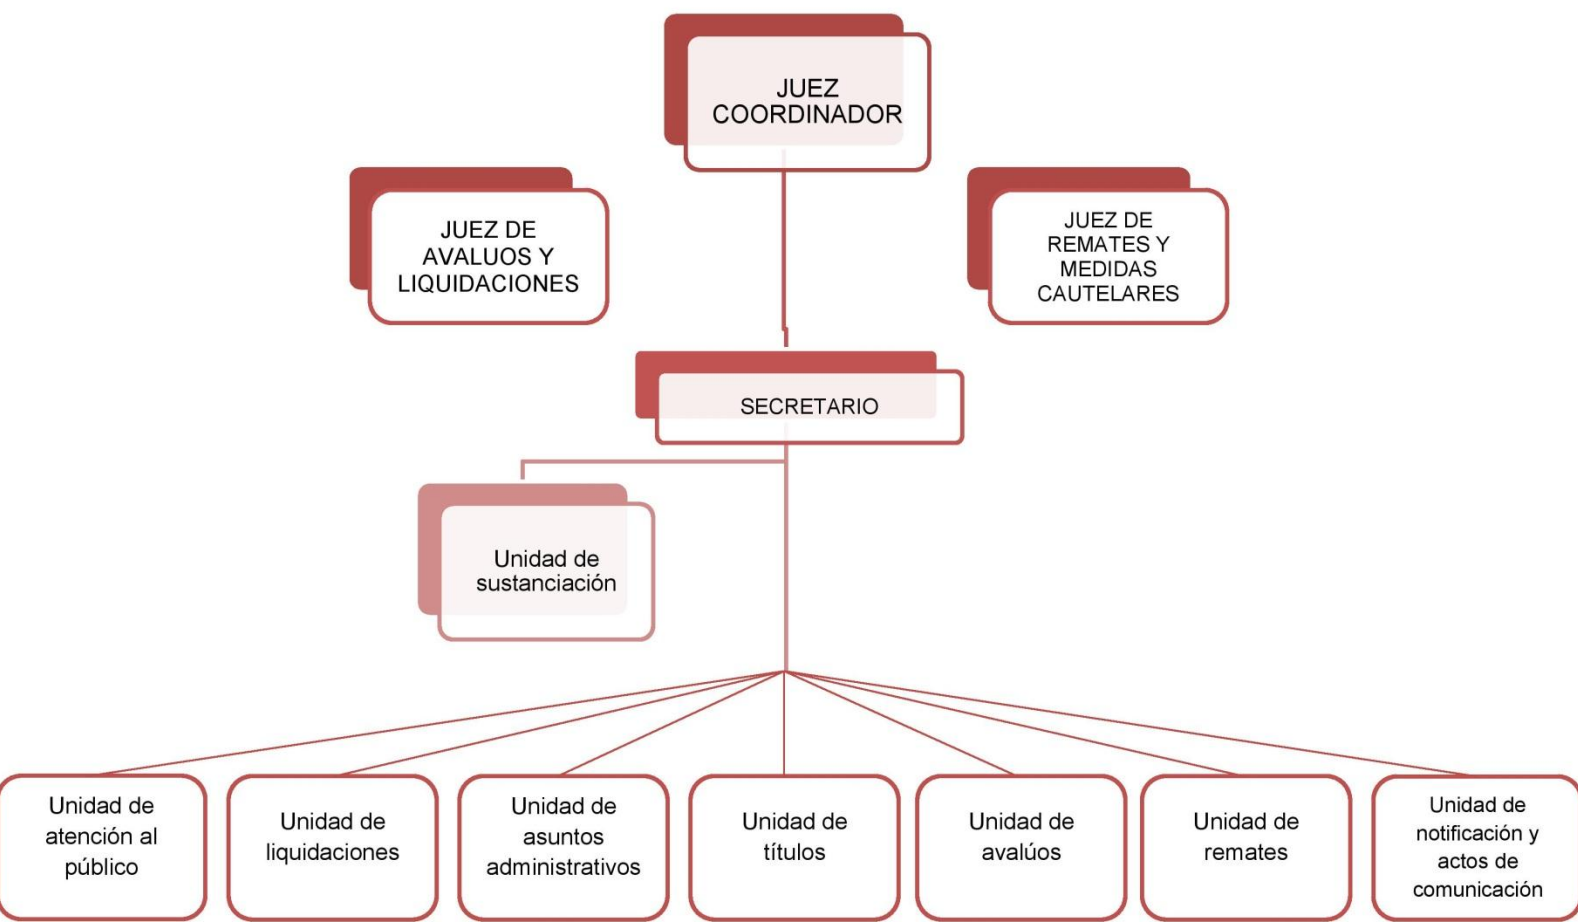 JUEZ
COORDINADOR
JUEZ DE
AVALUOS Y
LIQUIDACIONES
JUEZ DE
REMATES Y
MEDIDAS
CAUTELARES
SECRETARIO
Unidad de
sustanciación
Unidad de
atención al
público
Unidad de
liquidaciones
Unidad de
asuntos
administrativos
Unidad de
títulos
Unidad de
avalúos
Unidad de
remates
Unidad de
notificación y
actos de
comunicación